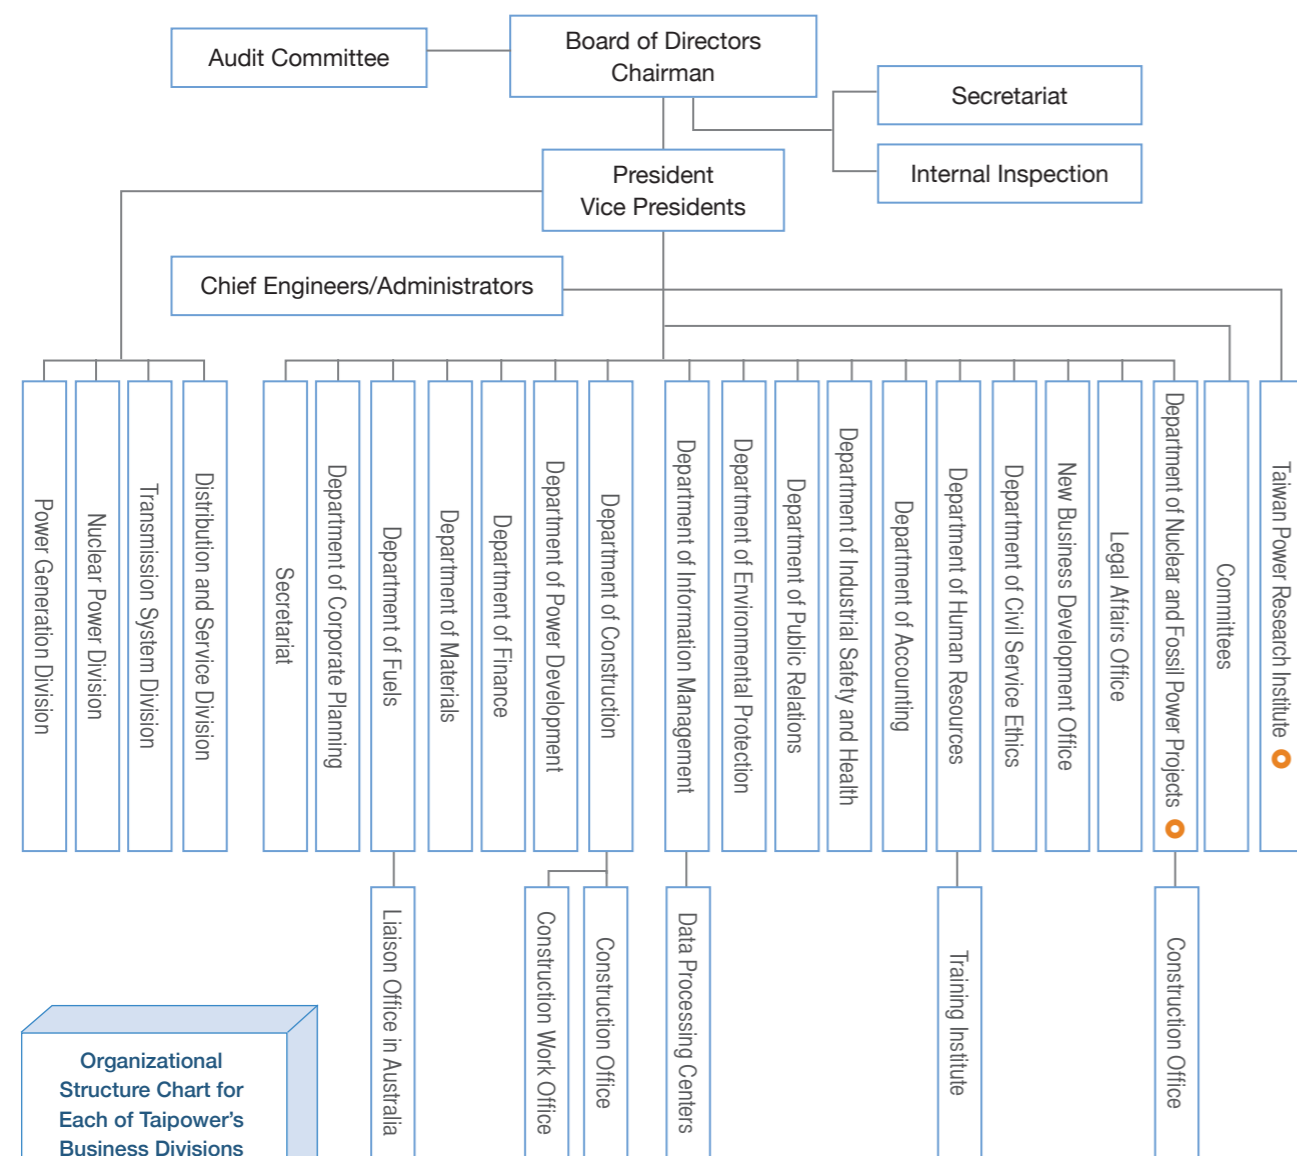 Audit Committee
Board of Directors
Chairman
Secretariat
Internal Inspection
President
Vice Presidents
Chief Engineers/Administrators
Power Generation Division
Nuclear Power Division
Transmission System Division
Distribution and Service Division
Secretariat
Department of Corporate Planning
Department of Fuels
Department of Materials
Department of Finance
Department of Power Development
Department of Construction
Department of Information Management
Department of Environmental Protection
Department of Public Relations
Department of Industrial Safety and Health
Department of Accounting
Department of Human Resources
Department of Civil Service Ethics
New Business Development Office
Legal Affairs Office
Department of Nuclear and Fossil Power Projects
Committees
Taiwan Power Research Institute
Liaison Office in Australia
Construction Work Office
Construction Office
Data Processing Centers
Training Institute
Construction Office
Organizational
Structure Chart for
Each of Taipower's
Business Divisions